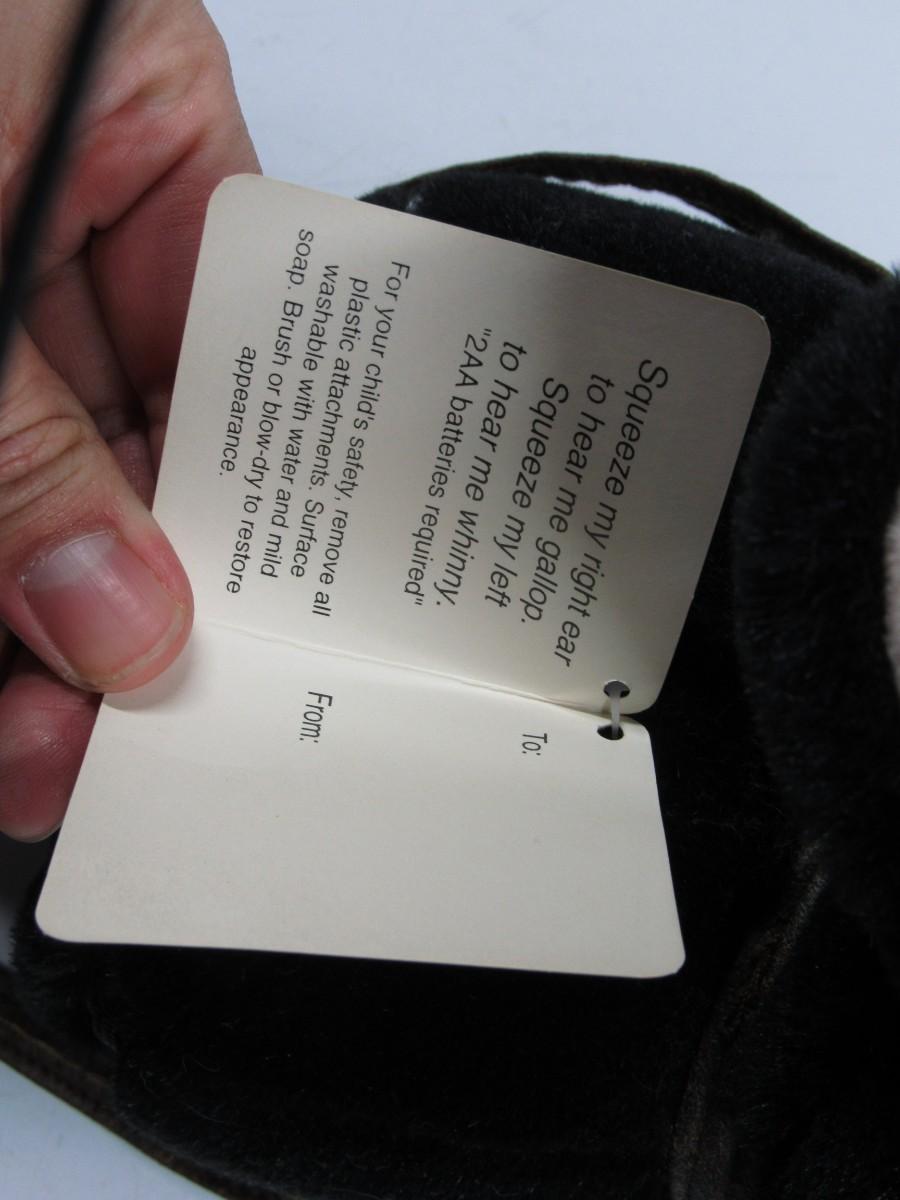 Squeeze my right ear
to hear me gallop.
Squeeze my left
to hear me whinny.
"2AA batteries required"
For your child's safety, remove all
plastic attachments. Surface
washable with water and mild
soap. Brush or blow-dry to restore
appearance.
To:
From: